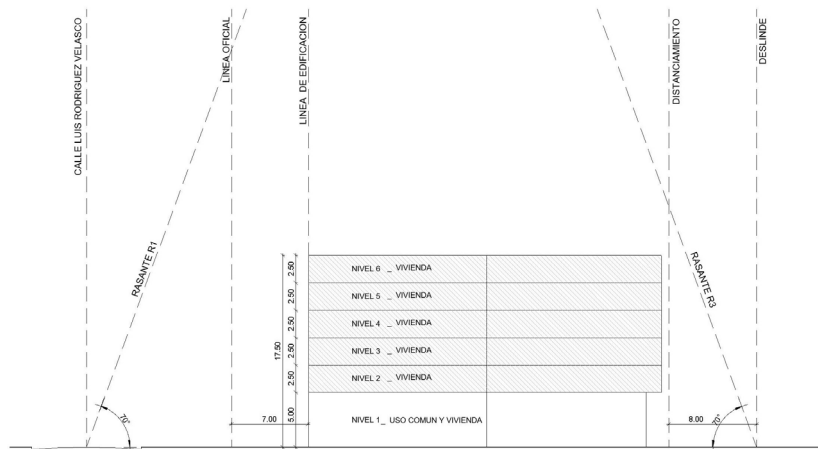 CALLE LUIS RODRIGUEZ VELASCO
LINEA OFICIAL
LINEA DE EDIFICACION
DISTANCIAMIENTO
DESLINDE
RASANTE R1
RASANTE R3
NIVEL 6 _ VIVIENDA
NIVEL 5 _ VIVIENDA
NIVEL 4 _ VIVIENDA
NIVEL 3 _ VIVIENDA
NIVEL 2 _ VIVIENDA
NIVEL 1_ USO COMUN Y VIVIENDA
2.50
2.50
2.50
2.50
2.50
5.00
17.50
70°
7.00
8.00
70°